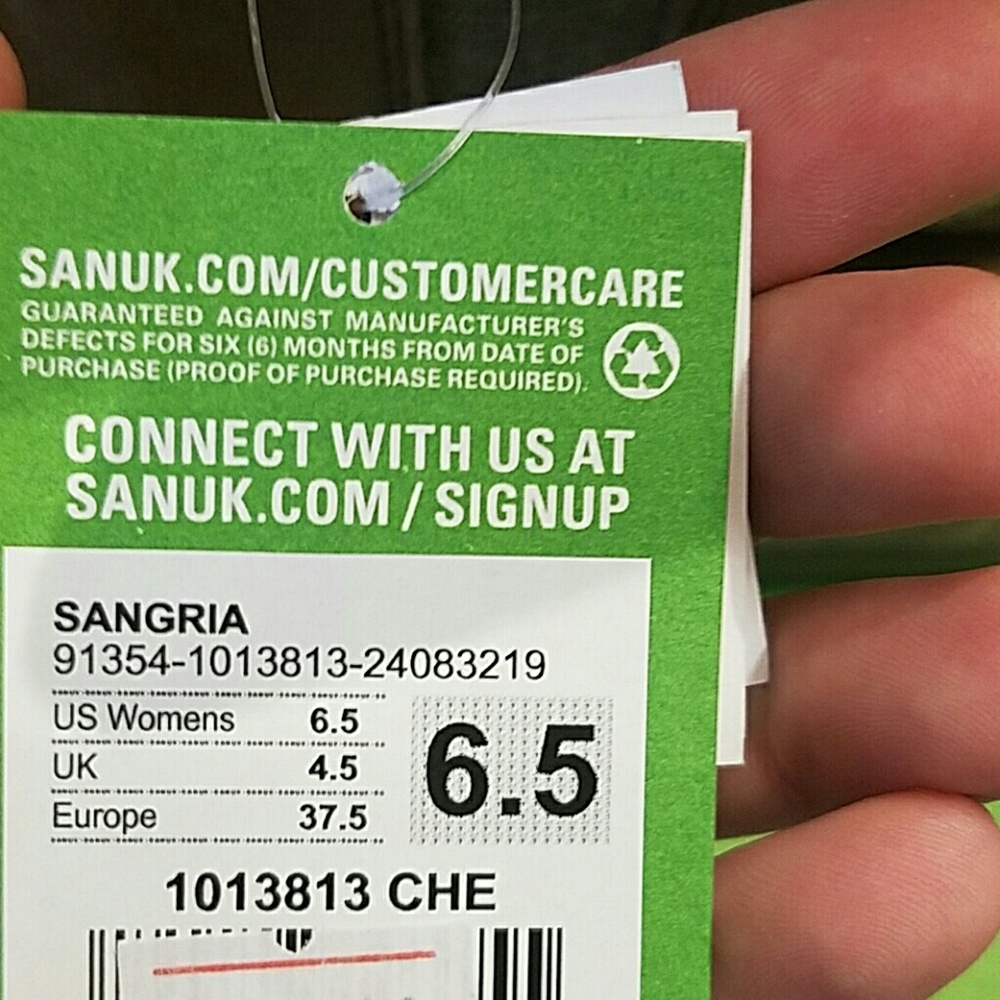 SANUK.COM/CUSTOMERCARE
GUARANTEED AGAINST MANUFACTURER'S
DEFECTS FOR SIX (6) MONTHS FROM DATE OF
PURCHASE (PROOF OF PURCHASE REQUIRED).
CONNECT WITH US AT
SANUK.COM / SIGNUP
SANGRIA
91354-1013813-24083219
US Womens 6.5
UK 4.5
Europe 37.5
6.5
1013813 CHE